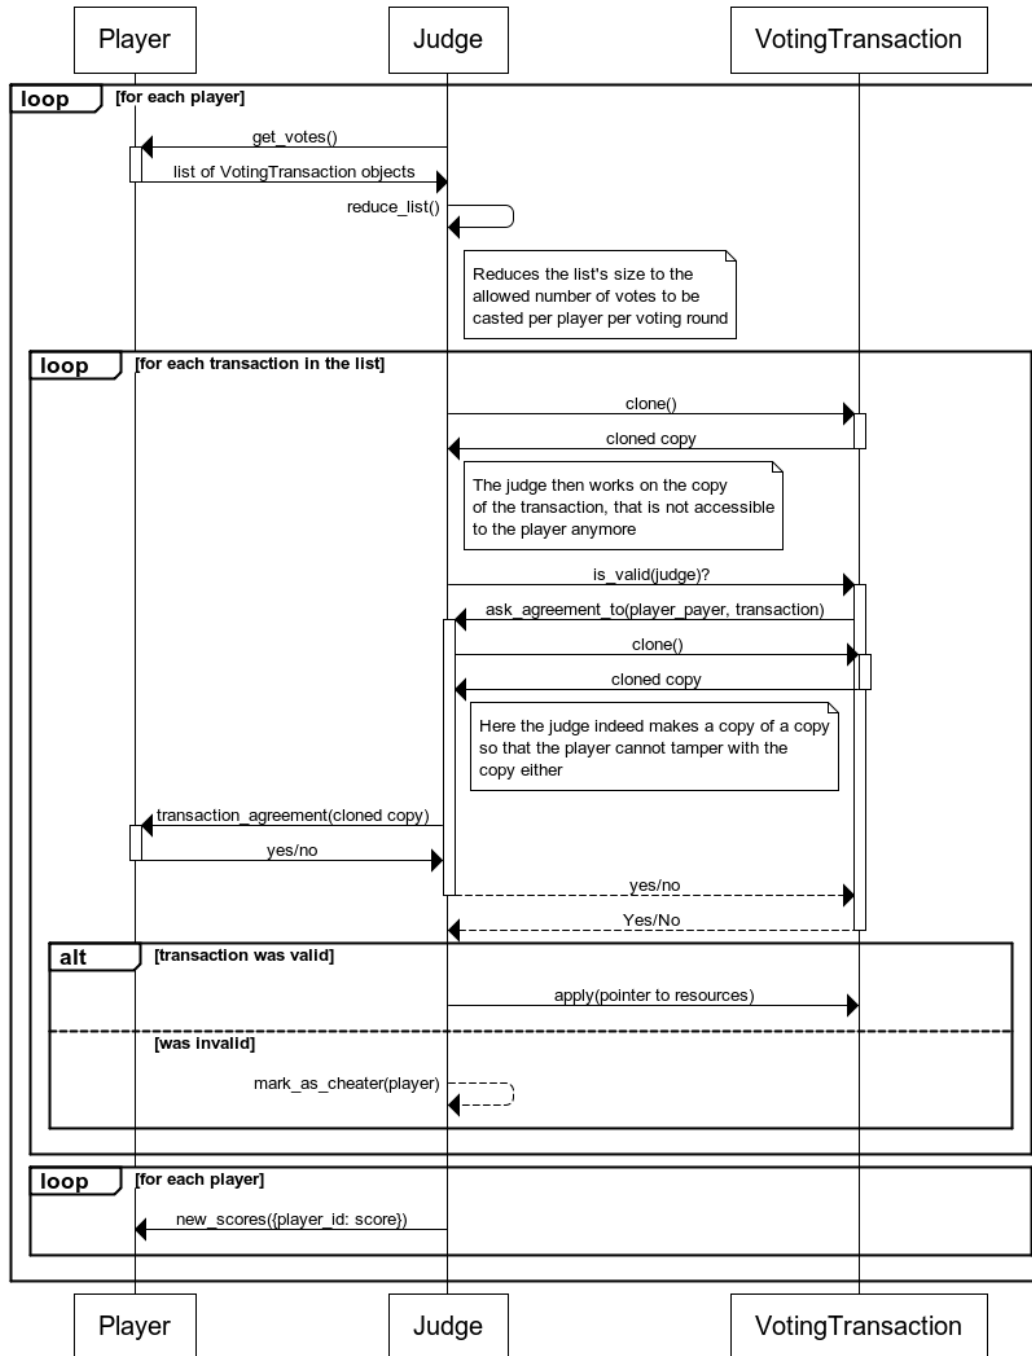 Player
Judge
VotingTransaction
loop
[for each player]
get_votes()
list of VotingTransaction objects
reduce_list()
Reduces the list's size to the
allowed number of votes to be
casted per player per voting round
loop
[for each transaction in the list]
clone()
cloned copy
The judge then works on the copy
of the transaction, that is not accessible
to the player anymore
is_valid(judge)?
ask_agreement_to(player_payer, transaction)
clone()
cloned copy
Here the judge indeed makes a copy of a copy
so that the player cannot tamper with the
copy either
transaction_agreement(cloned copy)
yes/no
yes/no
Yes/No
alt
[transaction was valid]
apply(pointer to resources)
[was invalid]
mark_as_cheater(player)
loop
[for each player]
new_scores({player_id: score})
Player
Judge
VotingTransaction